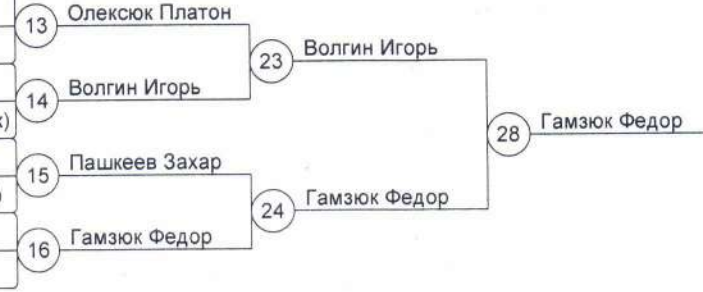 13 Олексюк Платон
23 Волгин Игорь
14 Волгин Игорь
к)
28 Гамзюк Федор
15 Пашкеев Захар
)
24 Гамзюк Федор
16 Гамзюк Федор